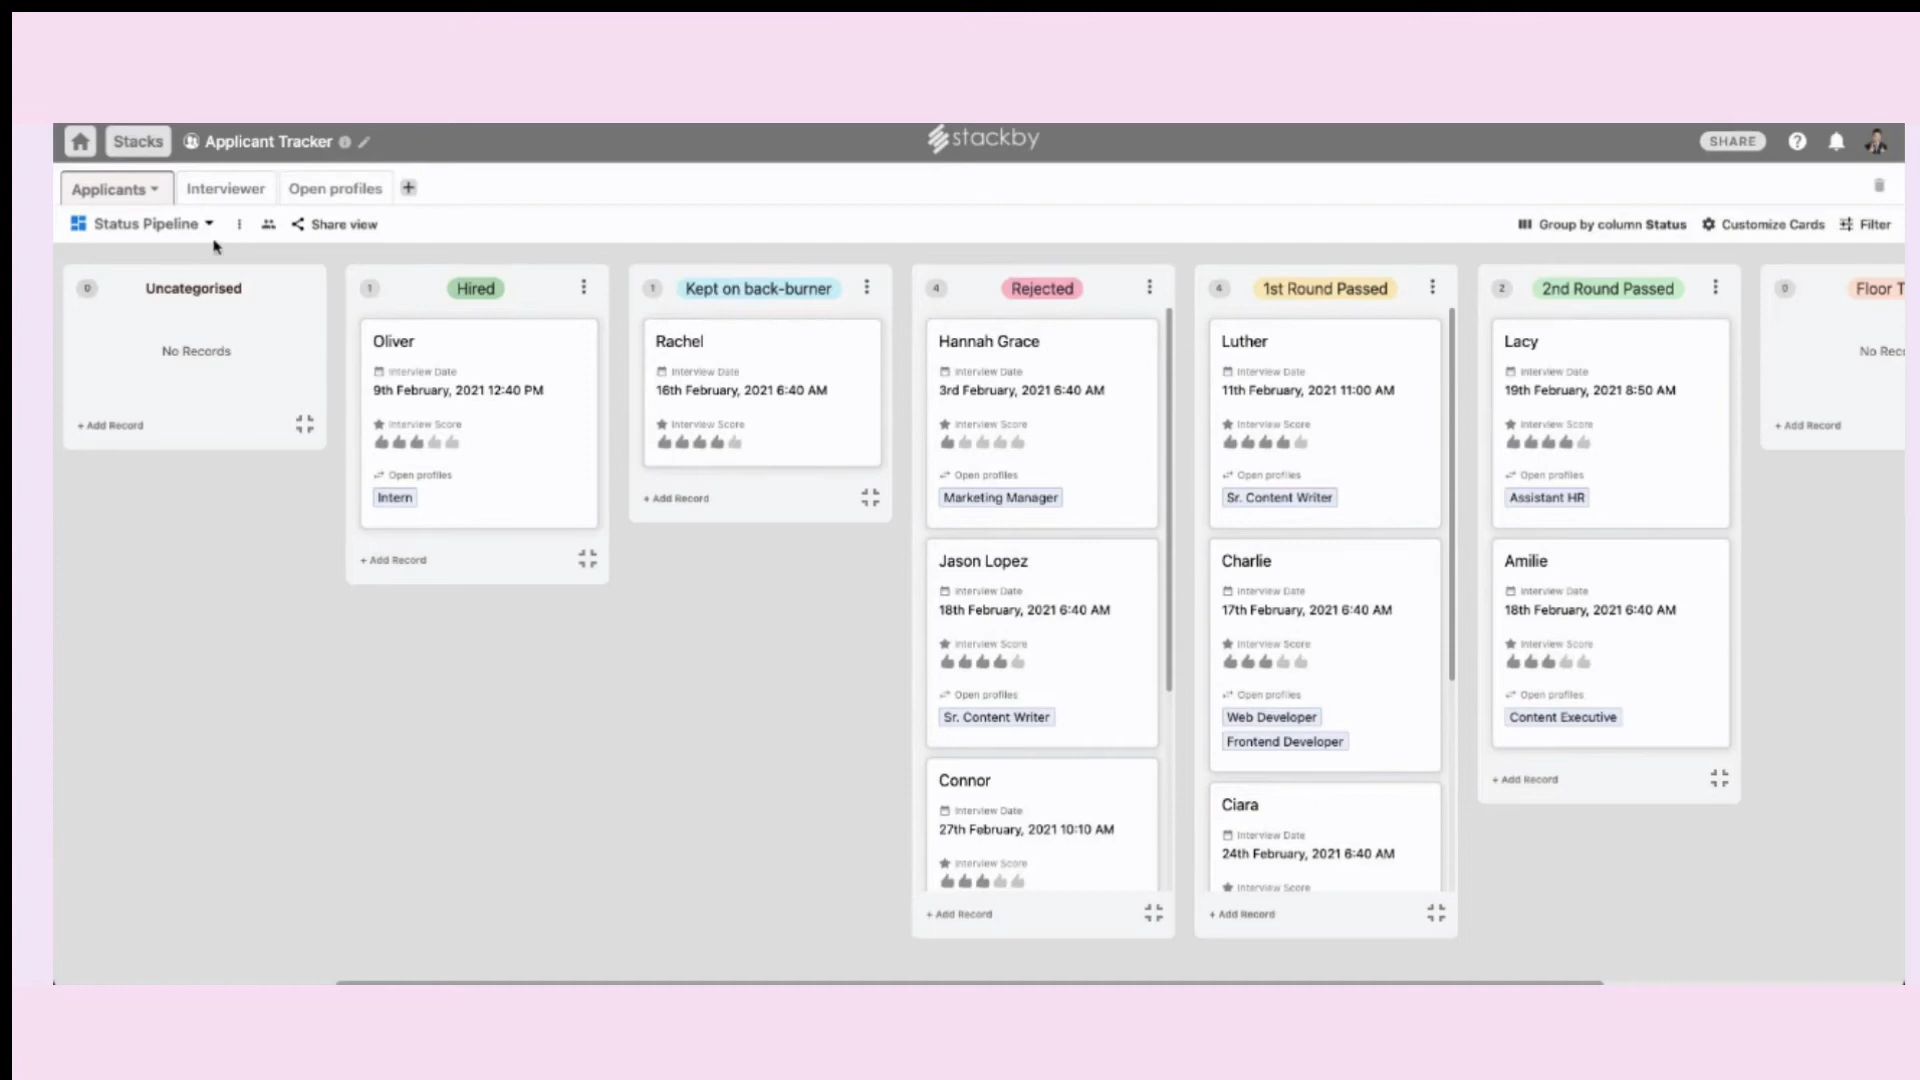 Stacks
Applicant Tracker
stackby
SHARE
Applicants
Interviewer
Open profiles
Status Pipeline
Share view
Group by column Status
Customize Cards
Filter
0
Uncategorised
No Records
+ Add Record
1
Hired
Oliver
Interview Date
9th February, 2021 12:40 PM
Interview Score
Open profiles
Intern
+ Add Record
1
Kept on back-burner
Rachel
Interview Date
16th February, 2021 6:40 AM
Interview Score
+ Add Record
4
Rejected
Hannah Grace
Interview Date
3rd February, 2021 6:40 AM
Interview Score
Open profiles
Marketing Manager
Jason Lopez
Interview Date
18th February, 2021 6:40 AM
Interview Score
Open profiles
Sr. Content Writer
Connor
Interview Date
27th February, 2021 10:10 AM
Interview Score
+ Add Record
4
1st Round Passed
Luther
Interview Date
11th February, 2021 11:00 AM
Interview Score
Open profiles
Sr. Content Writer
Charlie
Interview Date
17th February, 2021 6:40 AM
Interview Score
Open profiles
Web Developer
Frontend Developer
Ciara
Interview Date
24th February, 2021 6:40 AM
Interview Score
+ Add Record
2
2nd Round Passed
Lacy
Interview Date
19th February, 2021 8:50 AM
Interview Score
Open profiles
Assistant HR
Amilie
Interview Date
18th February, 2021 6:40 AM
Interview Score
Open profiles
Content Executive
+ Add Record
0
Floor T
No Rec
+ Add Record